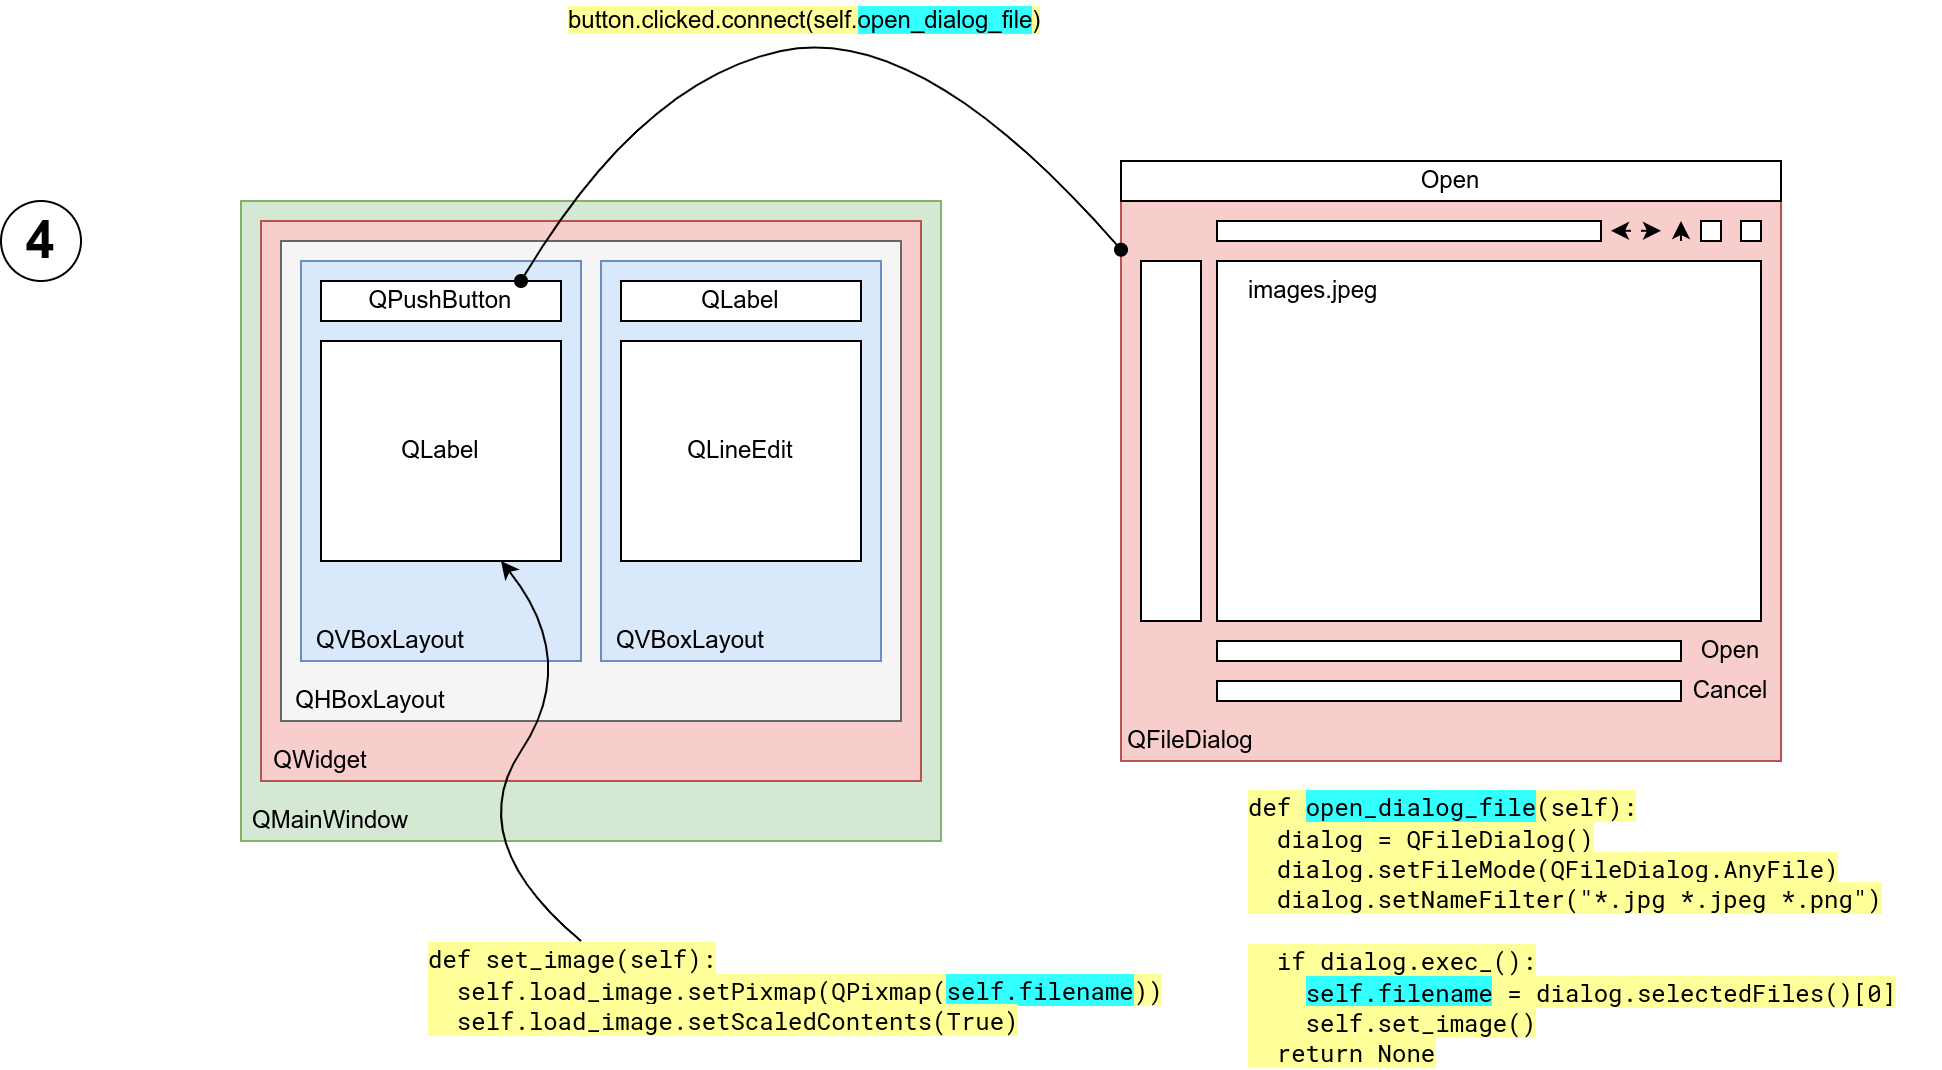 button.clicked.connect(self.open_dialog_file)
4
Open
QPushButton
QLabel
QLabel
QLineEdit
QVBoxLayout
QVBoxLayout
QHBoxLayout
QWidget
QMainWindow
images.jpeg
Open
Cancel
QFileDialog
def open_dialog_file(self):
  dialog = QFileDialog()
  dialog.setFileMode(QFileDialog.AnyFile)
  dialog.setNameFilter("*.jpg *.jpeg *.png")
  if dialog.exec_():
    self.filename = dialog.selectedFiles()[0]
    self.set_image()
  return None
def set_image(self):
  self.load_image.setPixmap(QPixmap(self.filename))
  self.load_image.setScaledContents(True)